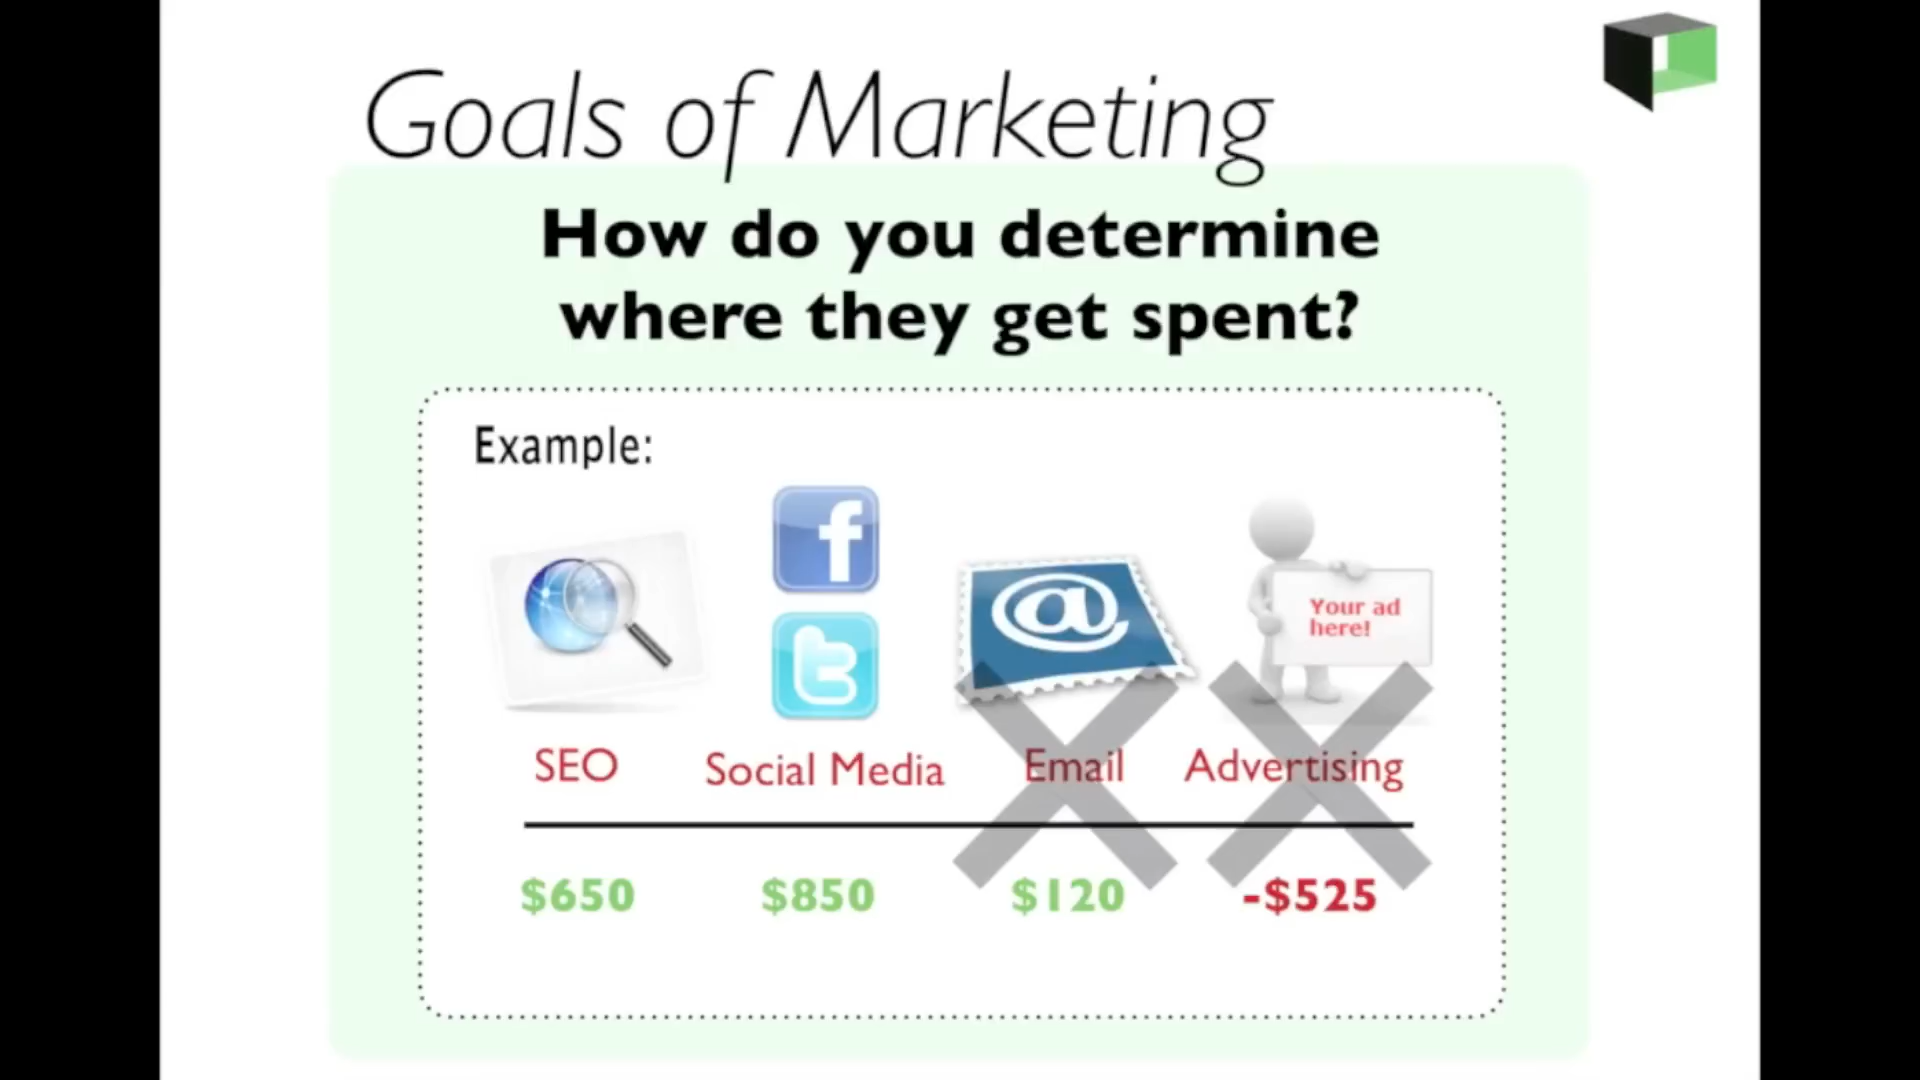 Goals of Marketing
How do you determine
where they get spent?
Example:
f
t
@
Your ad
here!
SEO Social Media Email Advertising
$650 $850 $120 -$525